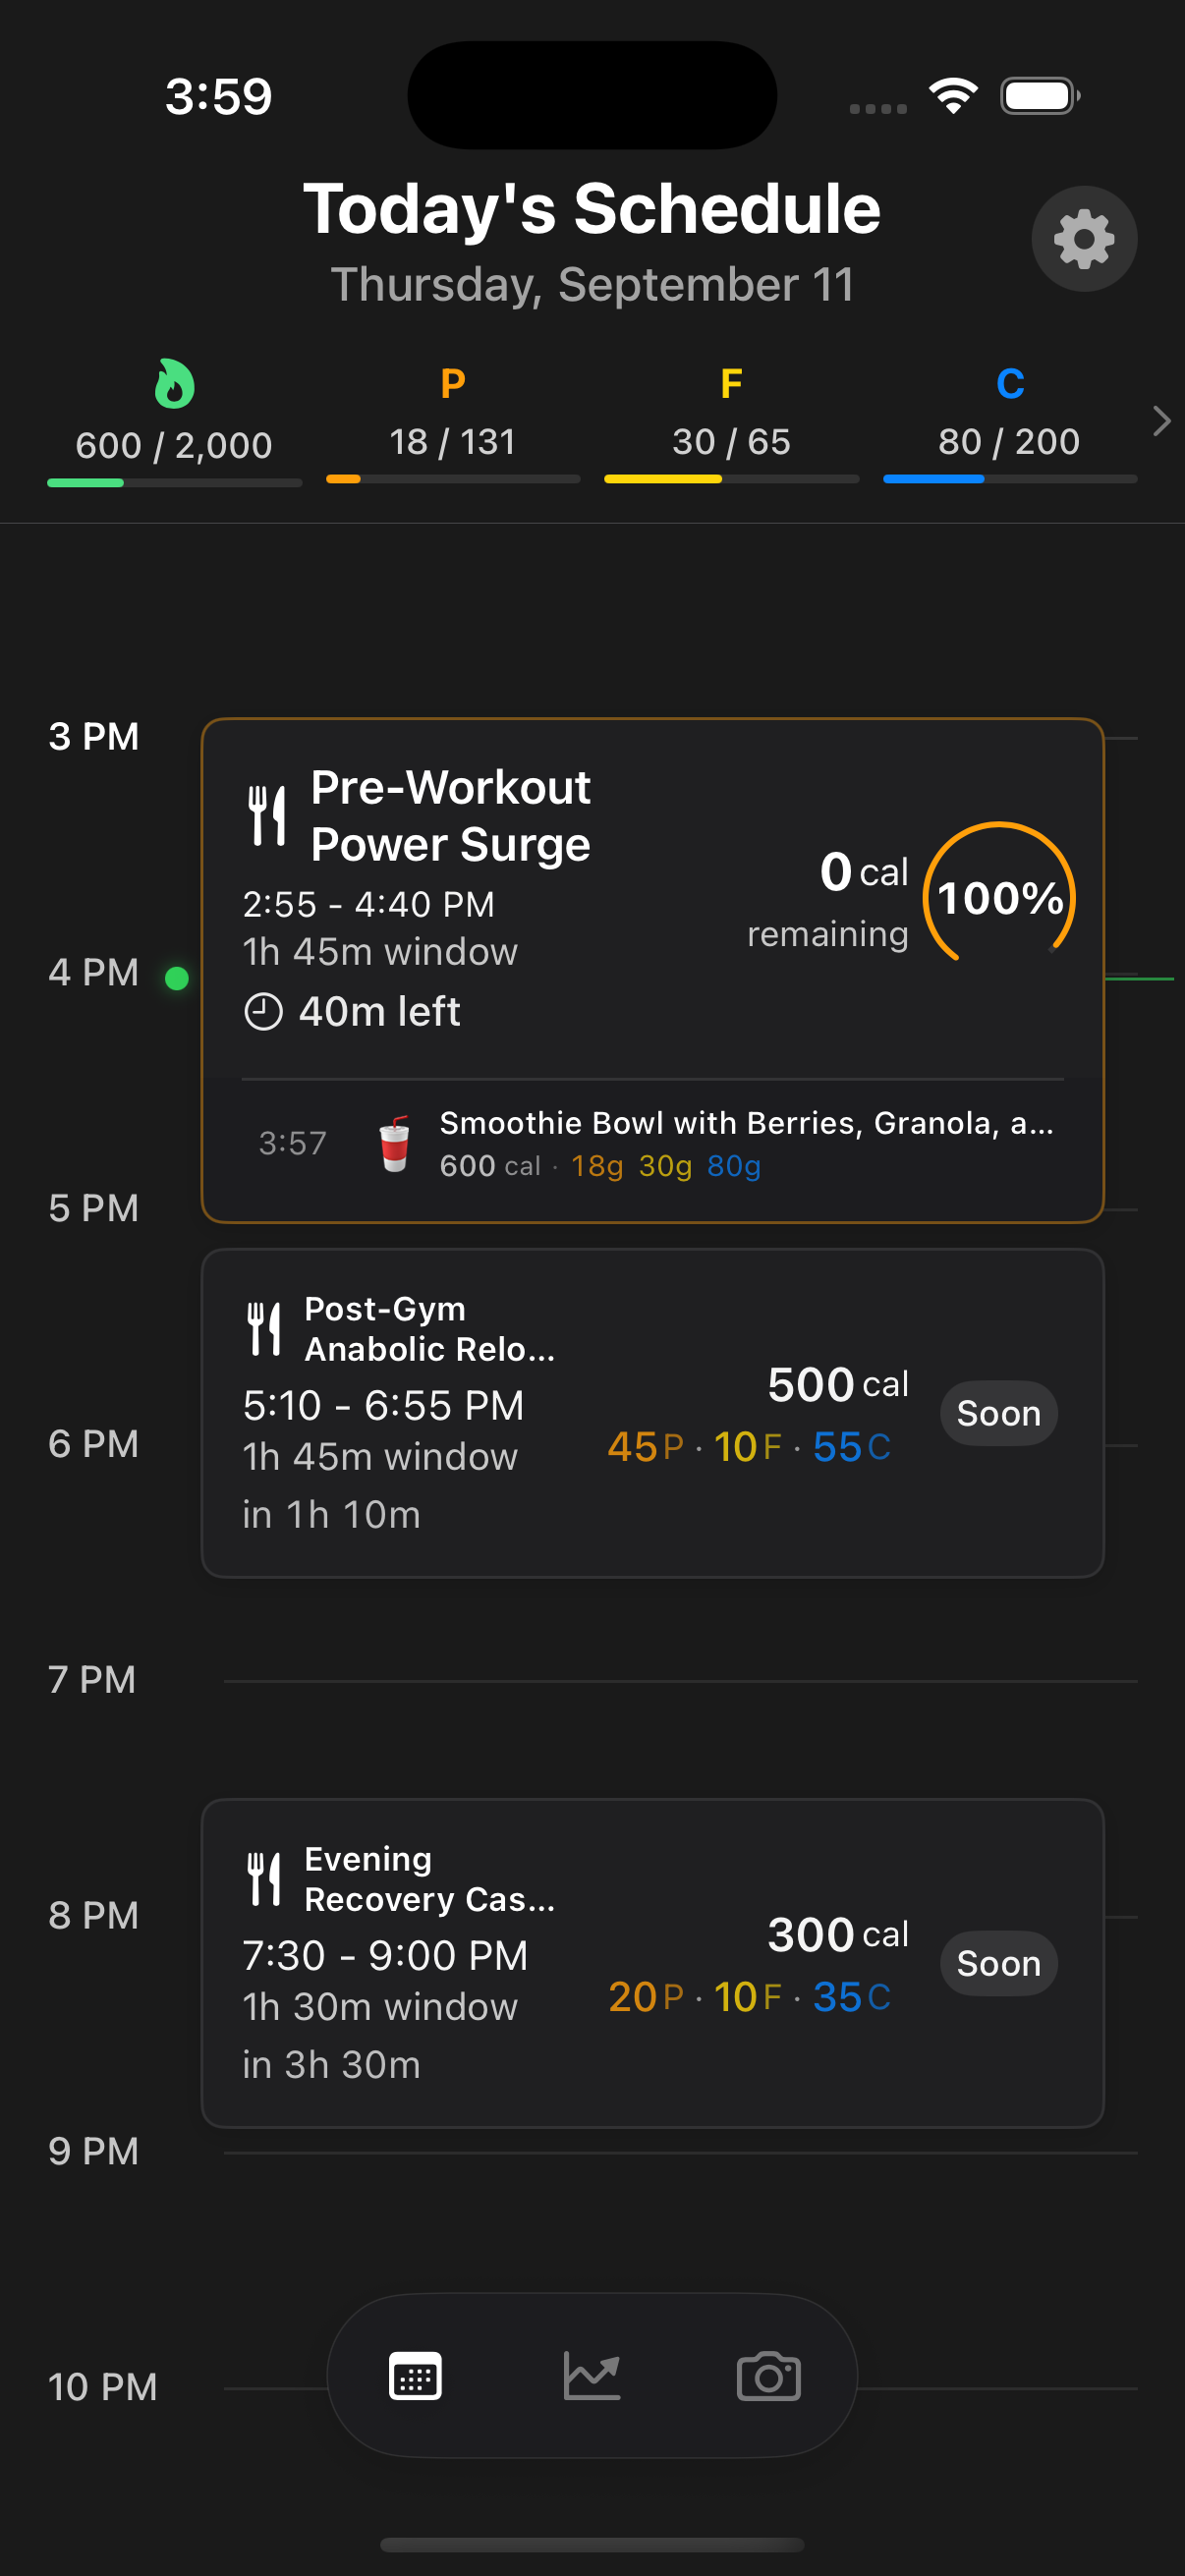 3:59
Today's Schedule
Thursday, September 11
P F C
600 / 2,000 18 / 131 30 / 65 80 / 200
3 PM
Pre-Workout
Power Surge
2:55 - 4:40 PM
1h 45m window
40m left
0 cal
remaining
100%
4 PM
3:57
Smoothie Bowl with Berries, Granola, a...
600 cal · 18g 30g 80g
5 PM
Post-Gym
Anabolic Relo...
5:10 - 6:55 PM
1h 45m window
in 1h 10m
500 cal
45 P · 10 F · 55 C
Soon
6 PM
7 PM
Evening
Recovery Cas...
7:30 - 9:00 PM
1h 30m window
in 3h 30m
300 cal
20 P · 10 F · 35 C
Soon
8 PM
9 PM
10 PM